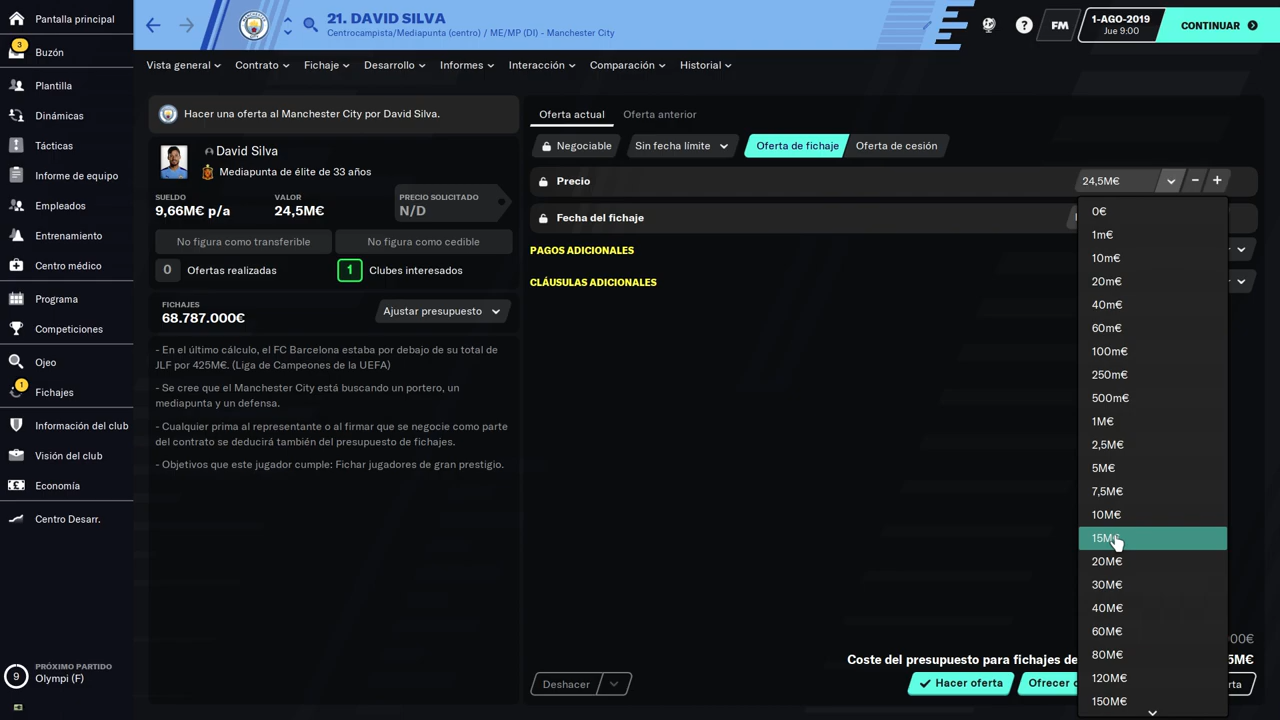 Pantalla principal
3
Buzón
Plantilla
Dinámicas
Tácticas
Informe de equipo
Empleados
Entrenamiento
Centro médico
Programa
Competiciones
Ojeo
1
Fichajes
Información del club
Visión del club
Economía
Centro Desarr.
9
PRÓXIMO PARTIDO
Olympi (F)
21. DAVID SILVA
Centrocampista/Mediapunta (centro) / ME/MP (DI) - Manchester City
?
FM
1-AGO-2019
Jue 9:00
CONTINUAR
Vista general
Contrato
Fichaje
Desarrollo
Informes
Interacción
Comparación
Historial
Hacer una oferta al Manchester City por David Silva.
David Silva
Mediapunta de élite de 33 años
SUELDO
9,66M€ p/a
VALOR
24,5M€
PRECIO SOLICITADO
N/D
No figura como transferible
No figura como cedible
0 Ofertas realizadas
1 Clubes interesados
FICHAJES
68.787.000€
Ajustar presupuesto
- En el último cálculo, el FC Barcelona estaba por debajo de su total de
JLF por 425M€. (Liga de Campeones de la UEFA)
- Se cree que el Manchester City está buscando un portero, un
mediapunta y un defensa.
- Cualquier prima al representante o al firmar que se negocie como parte
del contrato se deducirá también del presupuesto de fichajes.
- Objetivos que este jugador cumple: Fichar jugadores de gran prestigio.
Oferta actual
Oferta anterior
Negociable
Sin fecha límite
Oferta de fichaje
Oferta de cesión
Precio
24,5M€
Fecha del fichaje
PAGOS ADICIONALES
CLÁUSULAS ADICIONALES
0€
1m€
10m€
20m€
40m€
60m€
100m€
250m€
500m€
1M€
2,5M€
5M€
7,5M€
10M€
15M€
20M€
30M€
40M€
60M€
80M€
120M€
150M€
00€
Coste del presupuesto para fichajes de
5M€
Deshacer
Hacer oferta
Ofrecer
rta